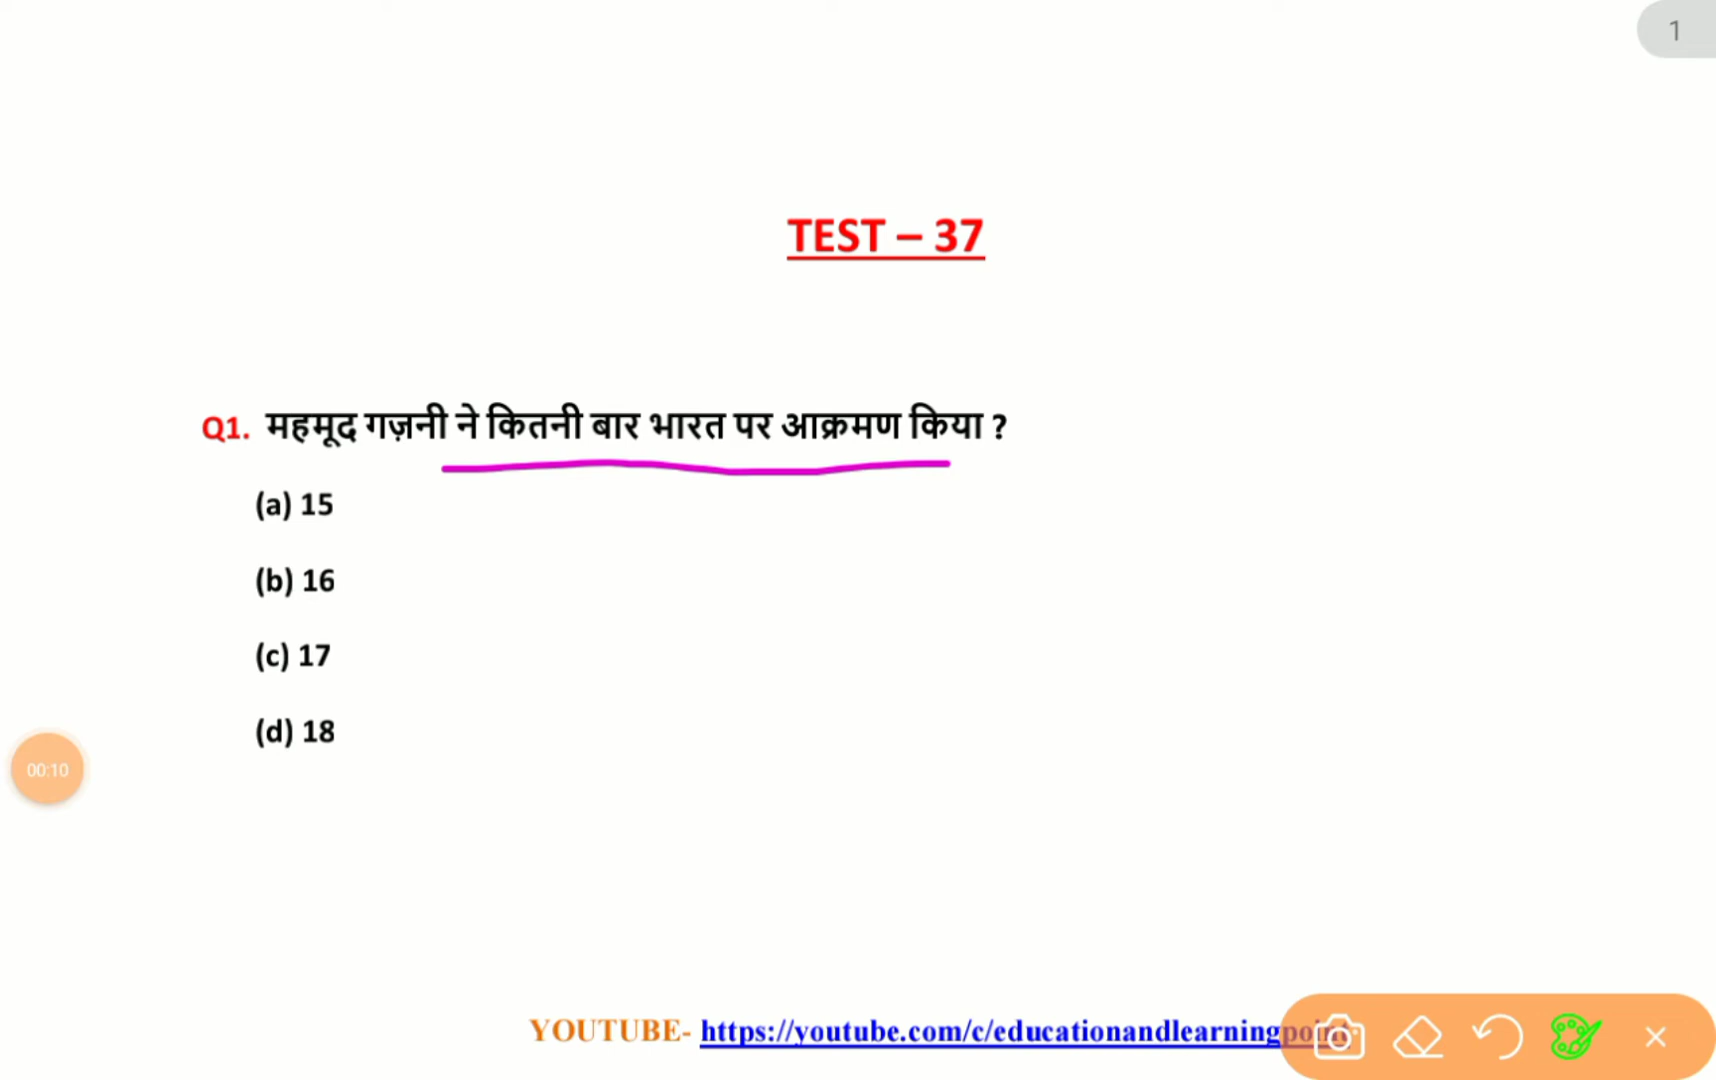 1
TEST – 37
Q1. महमूद गज़नी ने कितनी बार भारत पर आक्रमण किया ?
(a) 15
(b) 16
(c) 17
(d) 18
00:10
YOUTUBE- https://youtube.com/c/educationandlearningpoint